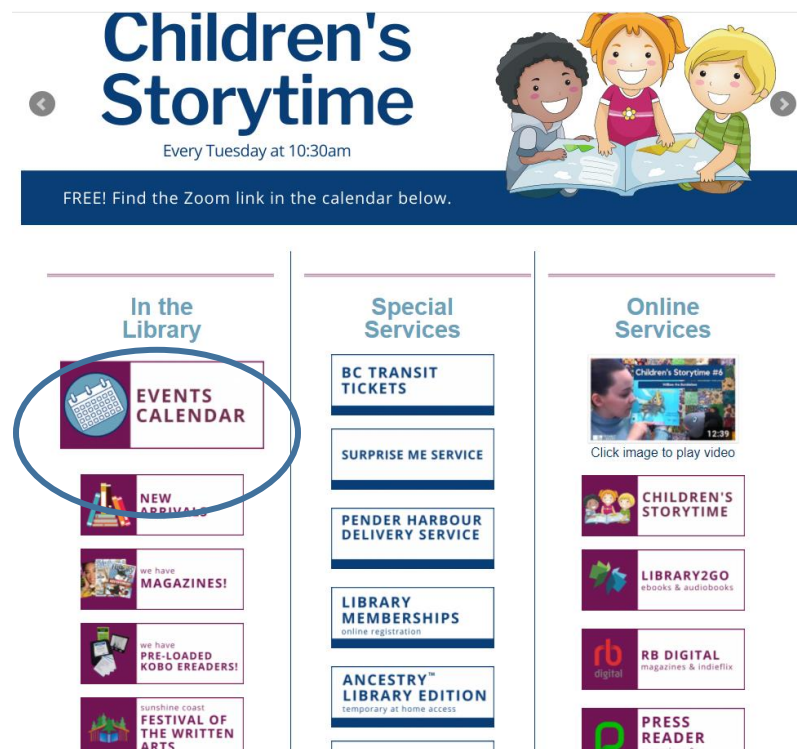 Children's
Storytime
Every Tuesday at 10:30am
FREE! Find the Zoom link in the calendar below.
In the
Library
EVENTS
CALENDAR
NEW
ARRIVALS
we have
MAGAZINES!
we have
PRE-LOADED
KOBO EREADERS!
sunshine coast
FESTIVAL OF
THE WRITTEN
ARTS
Special
Services
BC TRANSIT
TICKETS
SURPRISE ME SERVICE
PENDER HARBOUR
DELIVERY SERVICE
LIBRARY
MEMBERSHIPS
online registration
ANCESTRY™
LIBRARY EDITION
temporary at home access
Online
Services
Children's Storytime #6
12:39
Click image to play video
CHILDREN'S
STORYTIME
LIBRARY2GO
ebooks & audiobooks
rb
digital
RB DIGITAL
magazines & indieflix
PRESS
READER